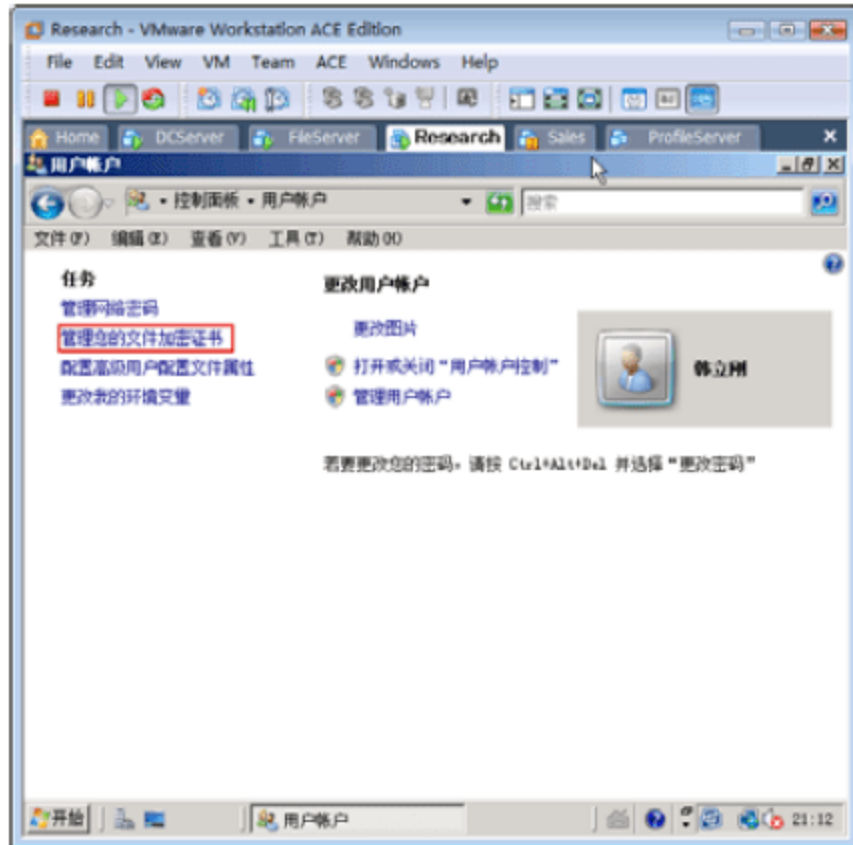 Research - VMware Workstation ACE Edition
File Edit View VM Team ACE Windows Help
Home DCServer FileServer Research Sales ProfileServer
用户帐户
控制面板 用户帐户 搜索
文件(F) 编辑(E) 查看(V) 工具(T) 帮助(H)
任务
管理网络密码
管理您的文件加密证书
配置高级用户配置文件属性
更改我的环境变量
更改用户帐户
更改图片
打开或关闭“用户帐户控制”
管理用户帐户
韩立刚
若要更改您的密码，请按 Ctrl+Alt+Del 并选择“更改密码”
开始 用户帐户 21:12